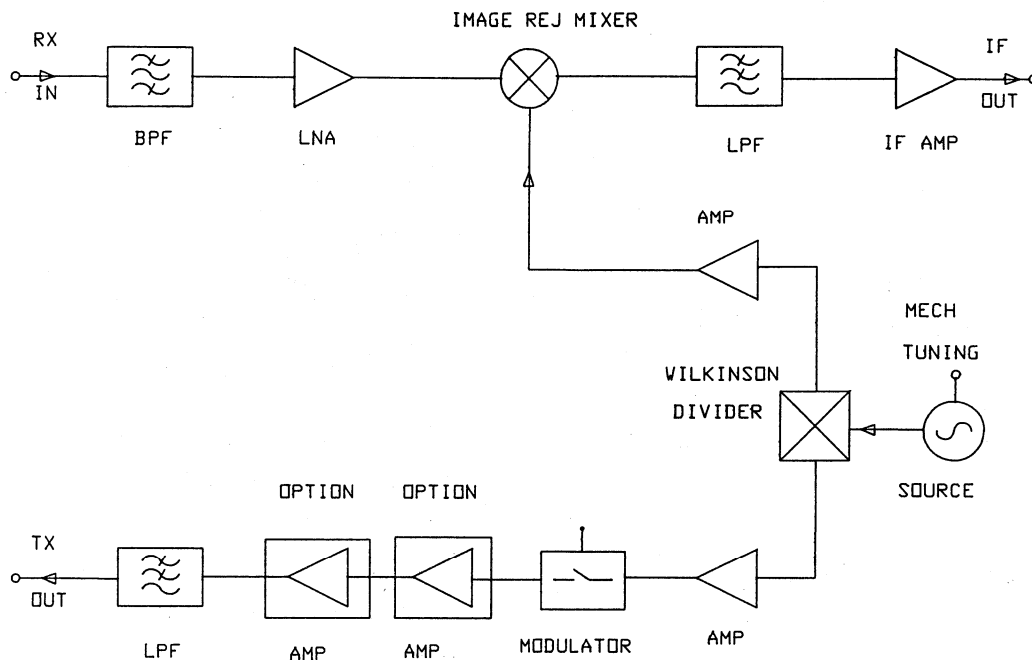 IMAGE REJ MIXER
RX
IN
BPF
LNA
LPF
IF AMP
IF
OUT
AMP
MECH
TUNING
WILKINSON
DIVIDER
SOURCE
OPTION
OPTION
TX
OUT
LPF
AMP
AMP..
MODULATOR
AMP